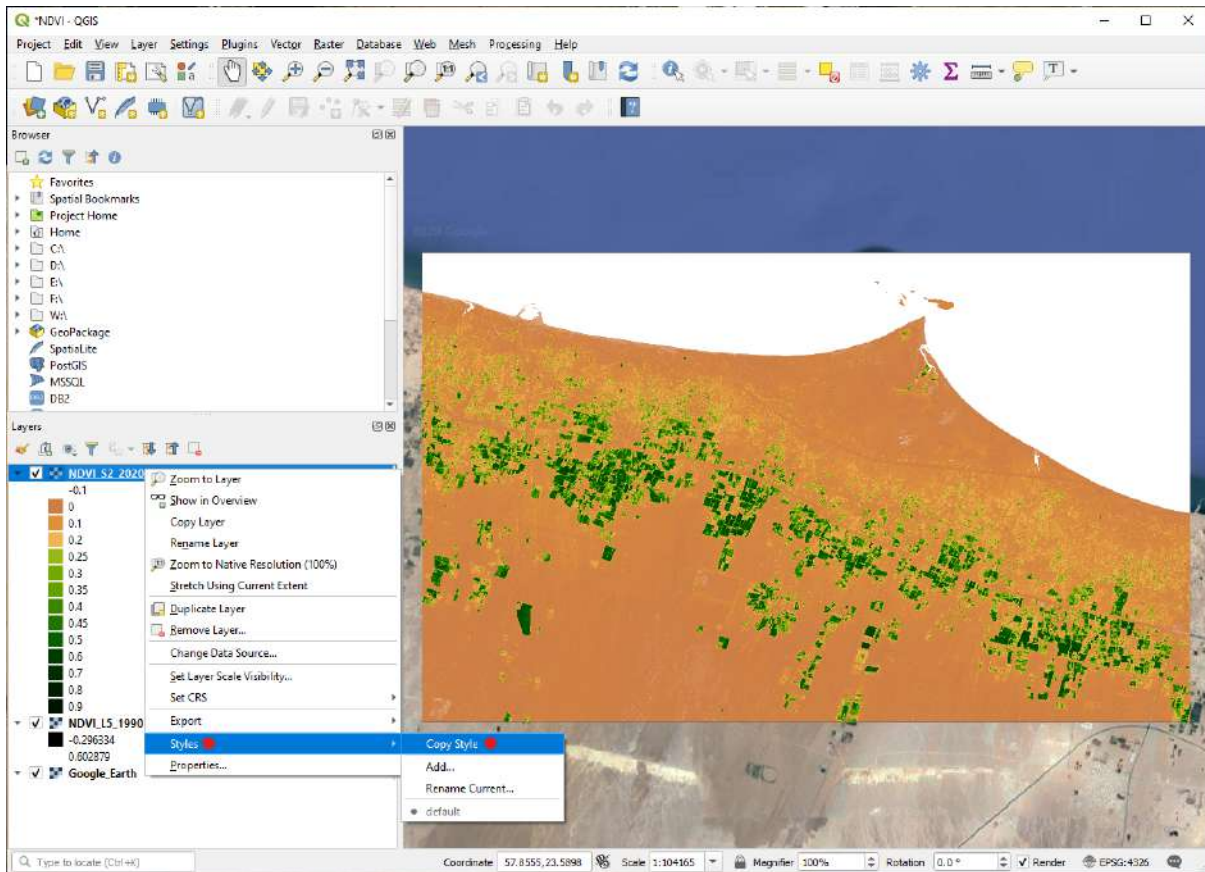 *NDVI - QGIS
Project Edit View Layer Settings Plugins Vector Raster Database Web Mesh Processing Help
Browser
Favorites
Spatial Bookmarks
Project Home
Home
C:\
D:\
E:\
F:\
W:\
GeoPackage
SpatiaLite
PostGIS
MSSQL
DB2
Layers
NDVI_S2_2020
-0.1
0
0.1
0.2
0.25
0.3
0.35
0.4
0.45
0.5
0.6
0.7
0.8
0.9
NDVI_L5_1990
-0.296334
0.602879
Google_Earth
Zoom to Layer
Show in Overview
Copy Layer
Rename Layer
Zoom to Native Resolution (100%)
Stretch Using Current Extent
Duplicate Layer
Remove Layer...
Change Data Source...
Set Layer Scale Visibility...
Set CRS
Export
Styles
Properties...
Copy Style
Add...
Rename Current...
default
Type to locate (Ctrl+K) Coordinate 57.8555,23.5898 Scale 1:104165 Magnifier 100% Rotation 0.0 ° Render EPSG:4326